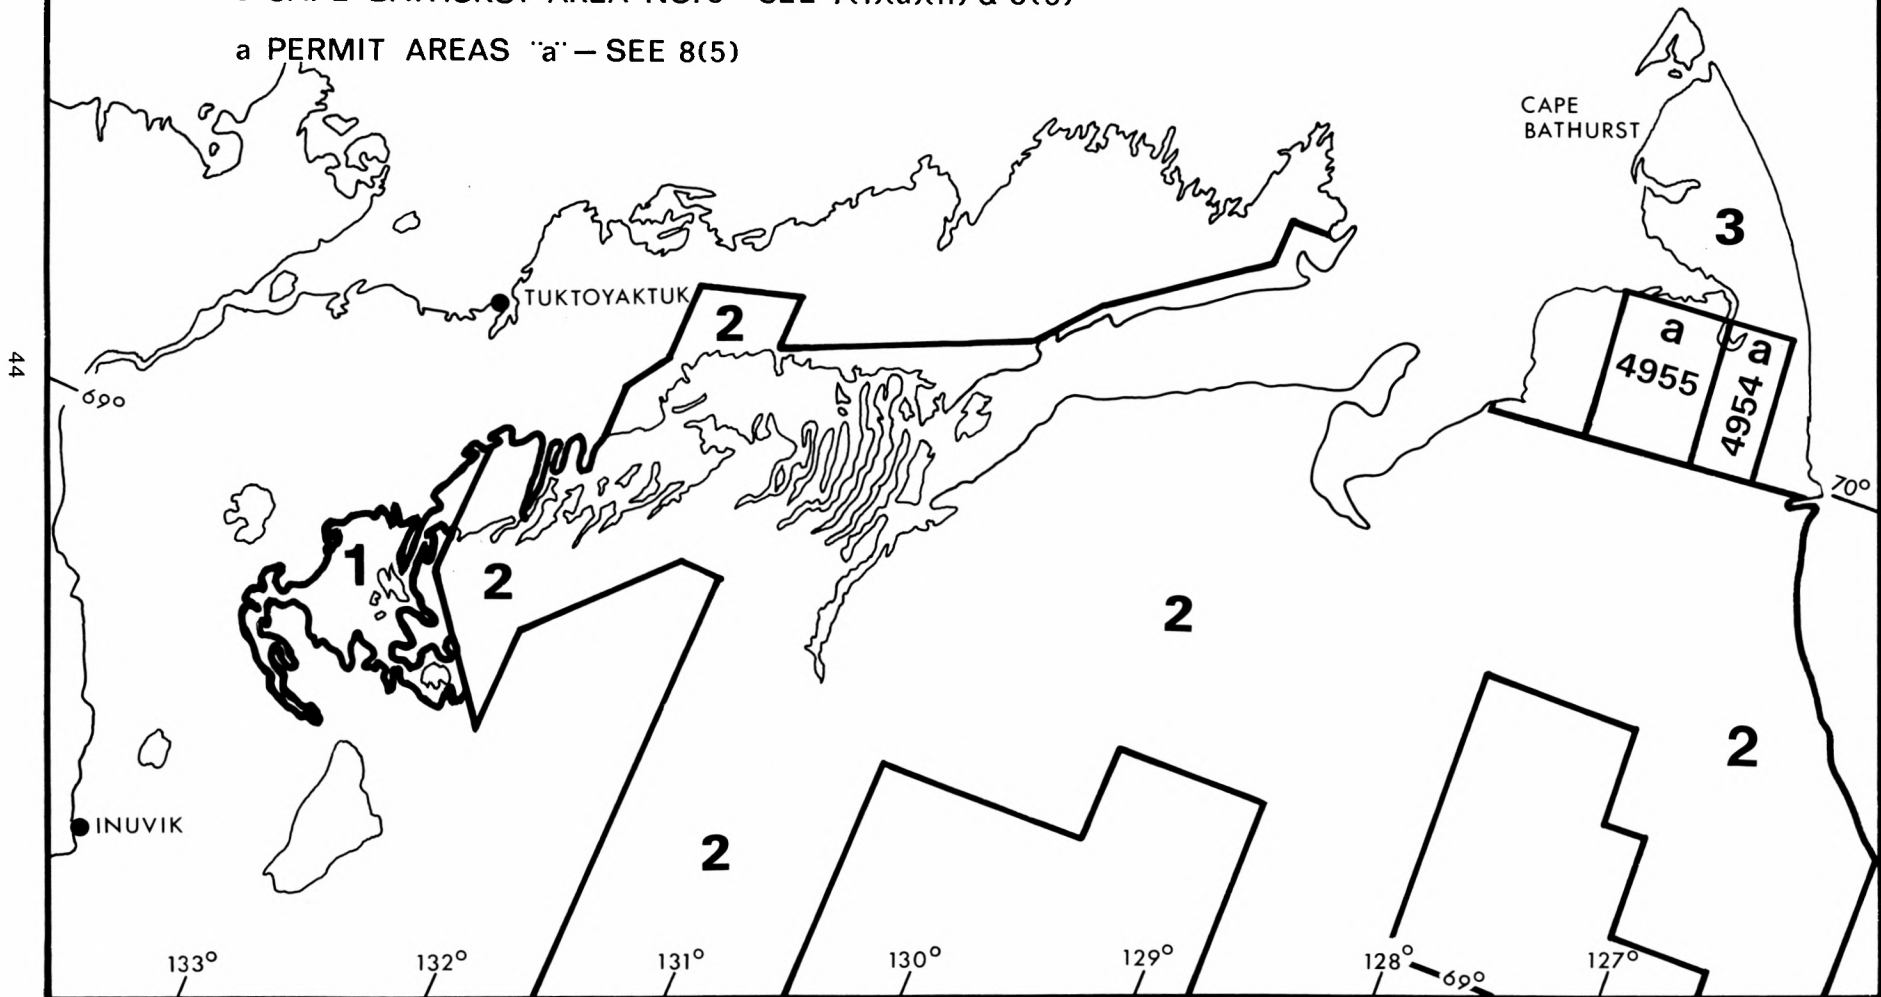 a PERMIT AREAS "a" — SEE 8(5)
CAPE
BATHURST
3
TUKTOYAKTUK
2
a
4955
a
4954
44
69°
70°
1
2
2
2
INUVIK
2
133°
132°
131°
130°
129°
128°
69°
127°